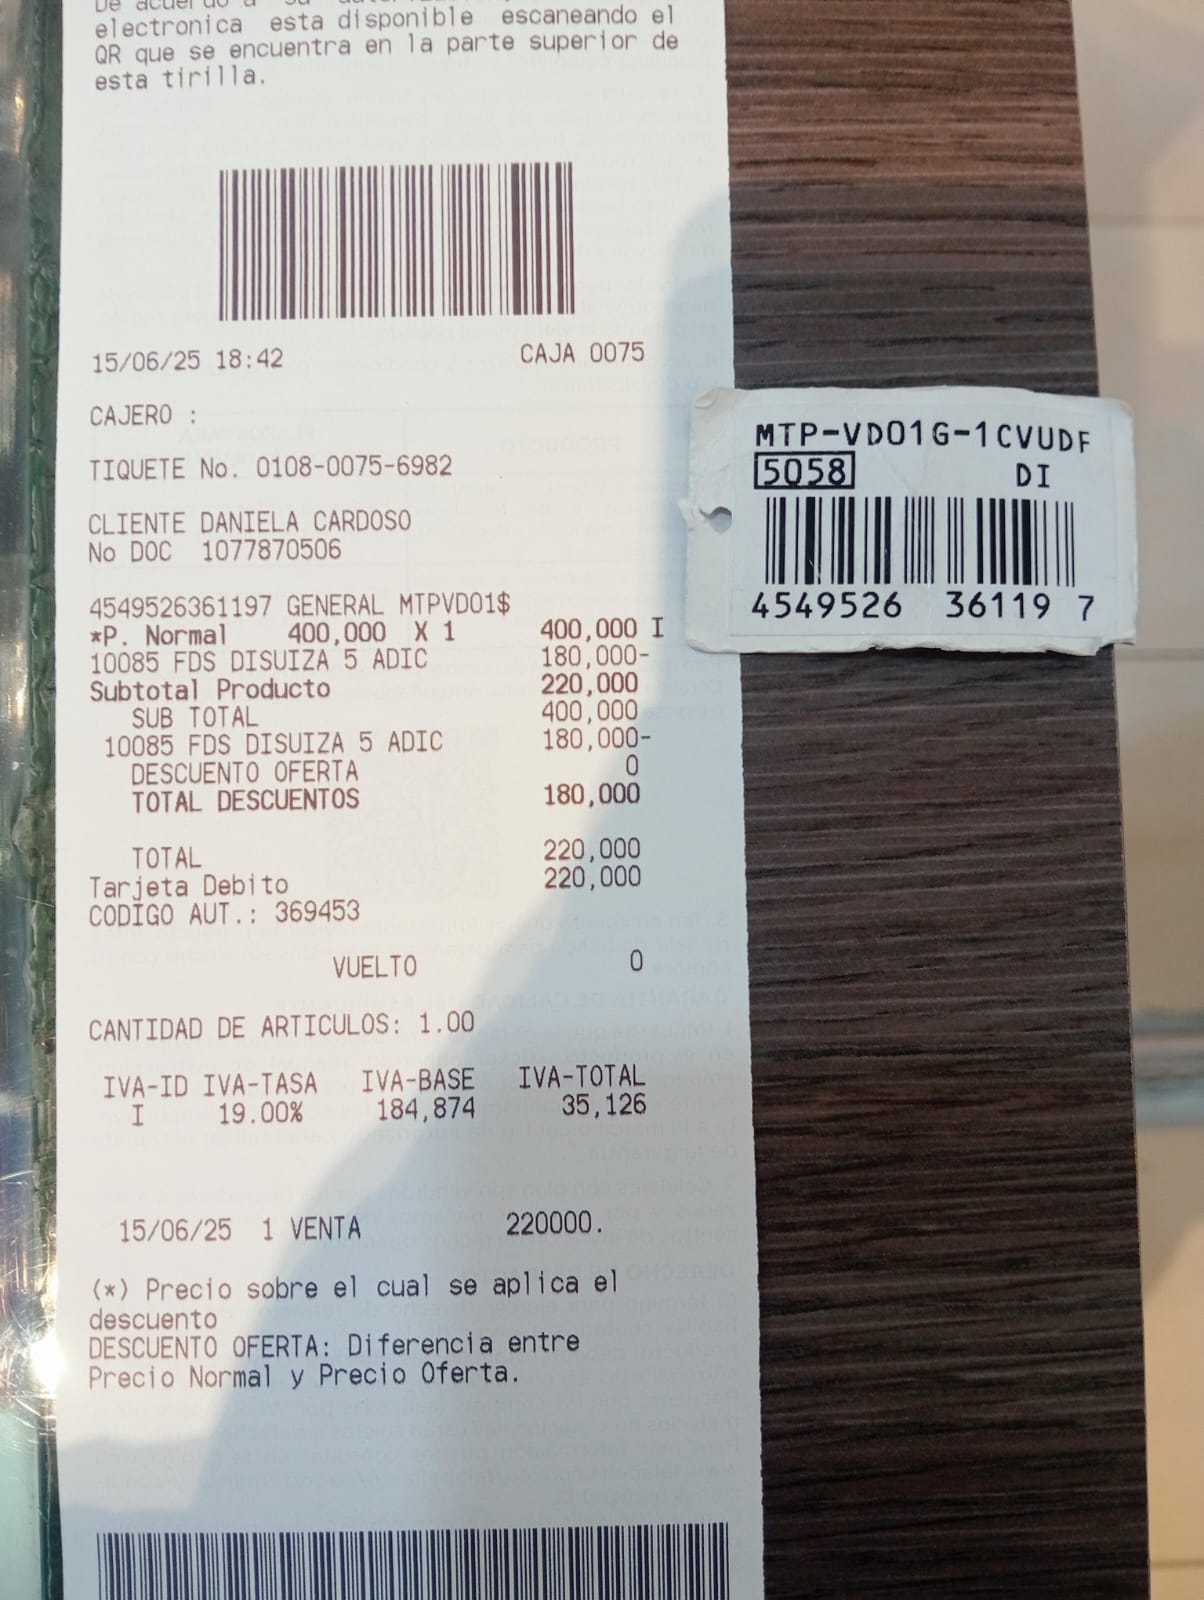 De acuerdo a su
electronica esta disponible escaneando el
QR que se encuentra en la parte superior de
esta tirilla.
15/06/25 18:42 CAJA 0075
CAJERO :
TIQUETE No. 0108-0075-6982
CLIENTE DANIELA CARDOSO
No DOC 1077870506
4549526361197 GENERAL MTPVD01$
*P. Normal 400,000 X 1 400,000 I
10085 FDS DISUIZA 5 ADIC 180,000-
Subtotal Producto 220,000
SUB TOTAL 400,000
10085 FDS DISUIZA 5 ADIC 180,000-
DESCUENTO OFERTA 0
TOTAL DESCUENTOS 180,000
TOTAL 220,000
Tarjeta Debito 220,000
CODIGO AUT.: 369453
VUELTO 0
CANTIDAD DE ARTICULOS: 1.00
IVA-ID IVA-TASA IVA-BASE IVA-TOTAL
I 19.00% 184,874 35,126
15/06/25 1 VENTA 220000.
(*) Precio sobre el cual se aplica el
descuento
DESCUENTO OFERTA: Diferencia entre
Precio Normal y Precio Oferta.
MTP-VD01G-1CVUDF
5058 DI
4549526 36119 7